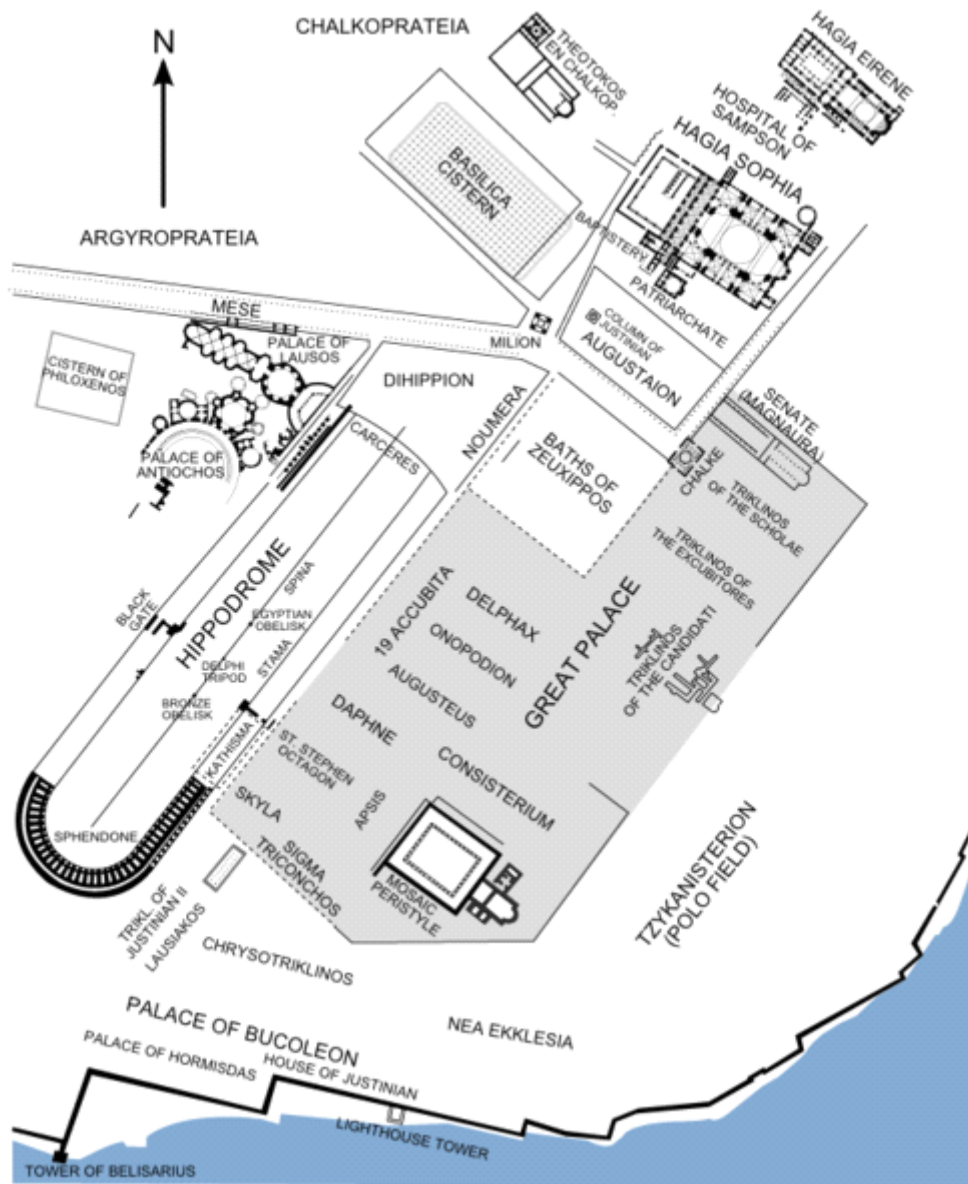 CHALKOPRATEIA
N
THEOTOKOS
EN CHALKOP.
HAGIA EIRENE
HOSPITAL OF
SAMPSON
HAGIA SOPHIA
BASILICA
CISTERN
ARGYROPRATEIA
BAPTISTERY
PATRIARCHATE
MESE
PALACE OF
LAUSOS
MILION
COLUMN OF
JUSTINIAN
AUGUSTAION
CISTERN OF
PHILOXENOS
DIHIPPION
NOUMERA
SENATE
(MAGNAURA)
CARCERES
PALACE OF
ANTIOCHOS
BATHS OF
ZEUXIPPOS
CHALKE
TRIKLINOS
OF THE SCHOLAE
TRIKLINOS OF
THE EXCUBITORES
HIPPODROME
SPINA
BLACK
GATE
EGYPTIAN
OBELISK
STAMA
DELPHI
TRIPOD
BRONZE
OBELISK
KATHISMA
SPHENDONE
19 ACCUBITA
DELPHAX
ONOPODION
AUGUSTEUS
DAPHNE
GREAT PALACE
TRIKLINOS
OF THE CANDIDATI
ST. STEPHEN
OCTAGON
CONSISTERIUM
APSIS
SKYLA
SIGMA
TRICONCHOS
MOSAIC
PERISTYLE
TZYKANISTERION
(POLO FIELD)
TRIKL. OF
JUSTINIAN II
LAUSIAKOS
CHRYSOTRIKLINOS
PALACE OF BUCOLEON
NEA EKKLESIA
PALACE OF HORMISDAS
HOUSE OF JUSTINIAN
LIGHTHOUSE TOWER
TOWER OF BELISARIUS